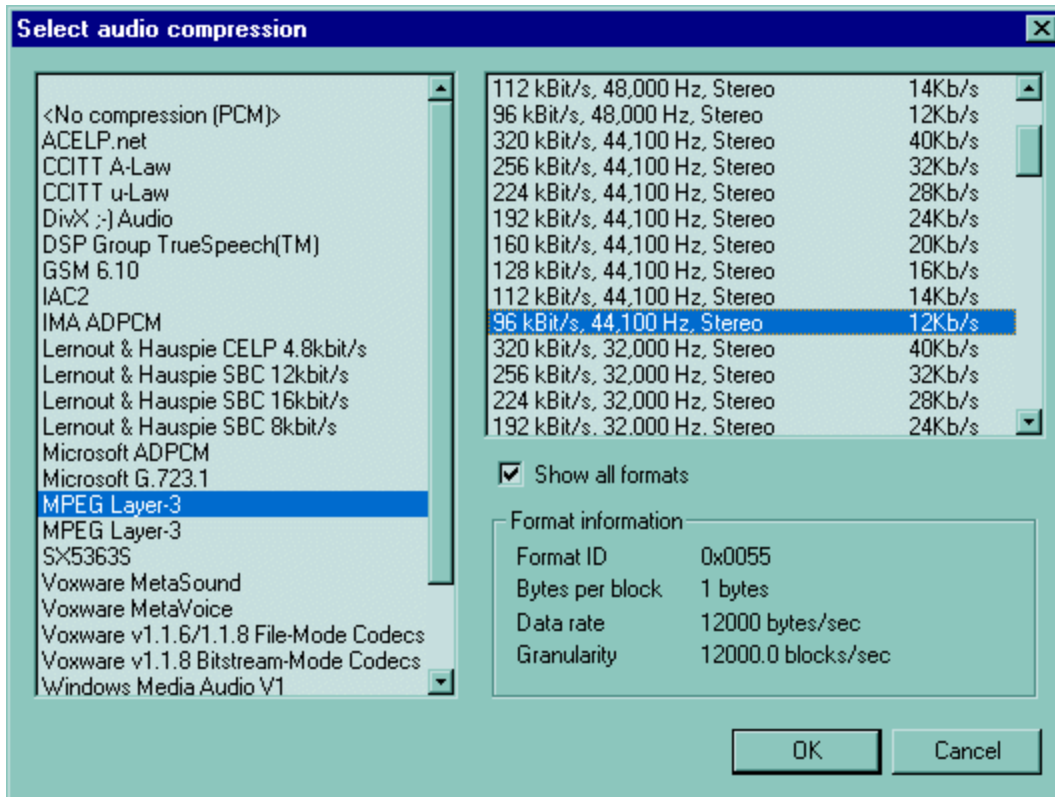 Select audio compression
<No compression (PCM)>
ACELP.net
CCITT A-Law
CCITT u-Law
DivX ;-) Audio
DSP Group TrueSpeech(TM)
GSM 6.10
IAC2
IMA ADPCM
Lernout & Hauspie CELP 4.8kbit/s
Lernout & Hauspie SBC 12kbit/s
Lernout & Hauspie SBC 16kbit/s
Lernout & Hauspie SBC 8kbit/s
Microsoft ADPCM
Microsoft G.723.1
MPEG Layer-3
MPEG Layer-3
SX5363S
Voxware MetaSound
Voxware MetaVoice
Voxware v1.1.6/1.1.8 File-Mode Codecs
Voxware v1.1.8 Bitstream-Mode Codecs
Windows Media Audio V1
112 kBit/s, 48,000 Hz, Stereo 14Kb/s
96 kBit/s, 48,000 Hz, Stereo 12Kb/s
320 kBit/s, 44,100 Hz, Stereo 40Kb/s
256 kBit/s, 44,100 Hz, Stereo 32Kb/s
224 kBit/s, 44,100 Hz, Stereo 28Kb/s
192 kBit/s, 44,100 Hz, Stereo 24Kb/s
160 kBit/s, 44,100 Hz, Stereo 20Kb/s
128 kBit/s, 44,100 Hz, Stereo 16Kb/s
112 kBit/s, 44,100 Hz, Stereo 14Kb/s
96 kBit/s, 44,100 Hz, Stereo 12Kb/s
320 kBit/s, 32,000 Hz, Stereo 40Kb/s
256 kBit/s, 32,000 Hz, Stereo 32Kb/s
224 kBit/s, 32,000 Hz, Stereo 28Kb/s
192 kBit/s, 32,000 Hz, Stereo 24Kb/s
Show all formats
Format information
Format ID 0x0055
Bytes per block 1 bytes
Data rate 12000 bytes/sec
Granularity 12000.0 blocks/sec
OK Cancel